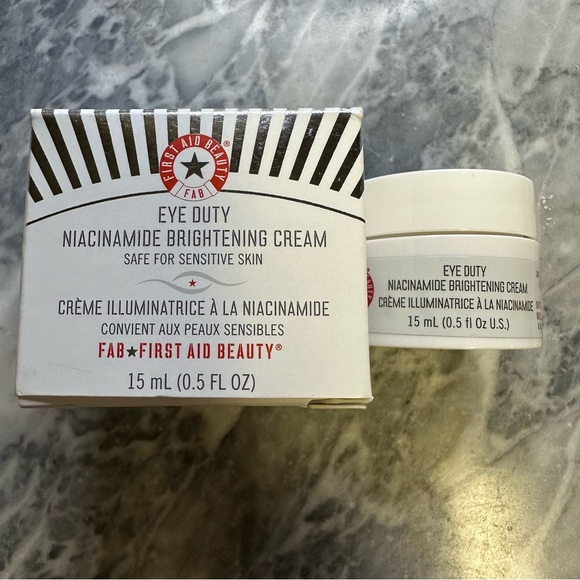 FIRST AID BEAUTY®
FAB
EYE DUTY
NIACINAMIDE BRIGHTENING CREAM
SAFE FOR SENSITIVE SKIN
CRÈME ILLUMINATRICE À LA NIACINAMIDE
CONVIENT AUX PEAUX SENSIBLES
FAB★FIRST AID BEAUTY®
15 mL (0.5 FL OZ)
EYE DUTY
NIACINAMIDE BRIGHTENING CREAM
CRÈME ILLUMINATRICE À LA NIACINAMIDE
15 mL (0.5 fl Oz U.S.)